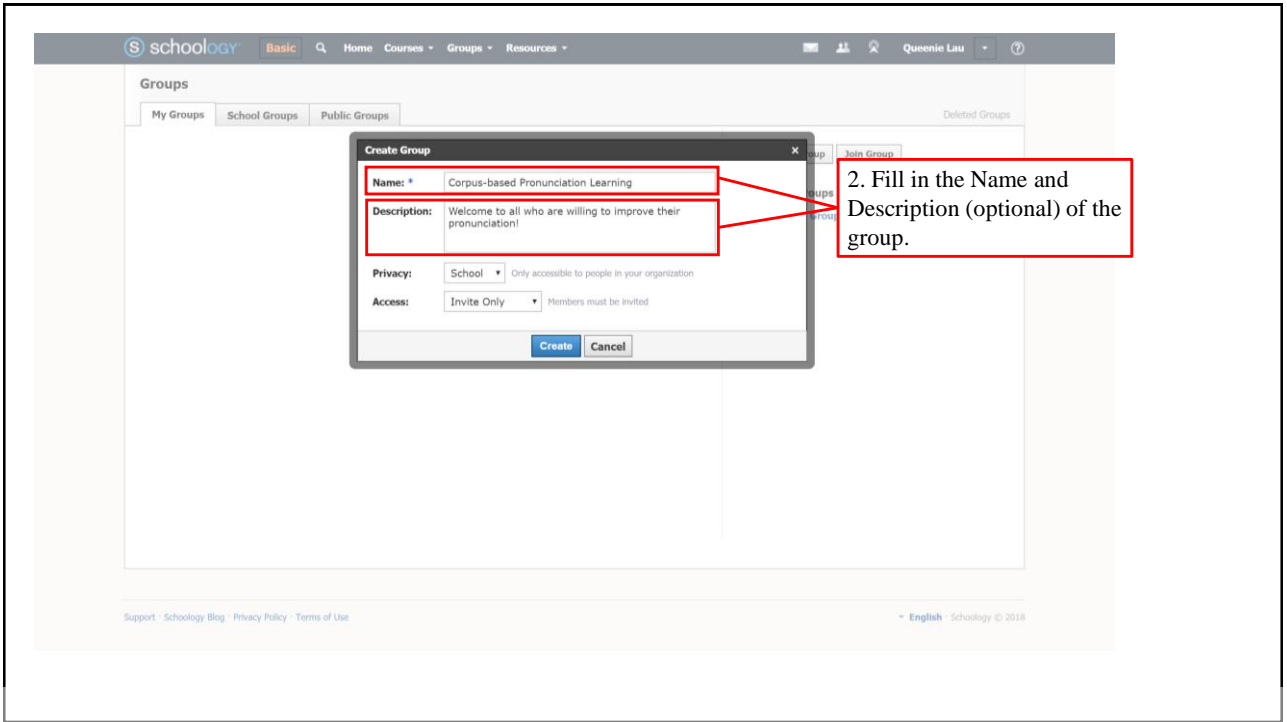 schoology Basic Home Courses Groups Resources Queenie Lau
Groups
My Groups School Groups Public Groups Deleted Groups
Create Group × Join Group
Name: * Corpus-based Pronunciation Learning
Description: Welcome to all who are willing to improve their
pronunciation!
Privacy: School Only accessible to people in your organization
Access: Invite Only Members must be invited
Create Cancel
2. Fill in the Name and
Description (optional) of the
group.
Support · Schoology Blog · Privacy Policy · Terms of Use English · Schoology © 2018